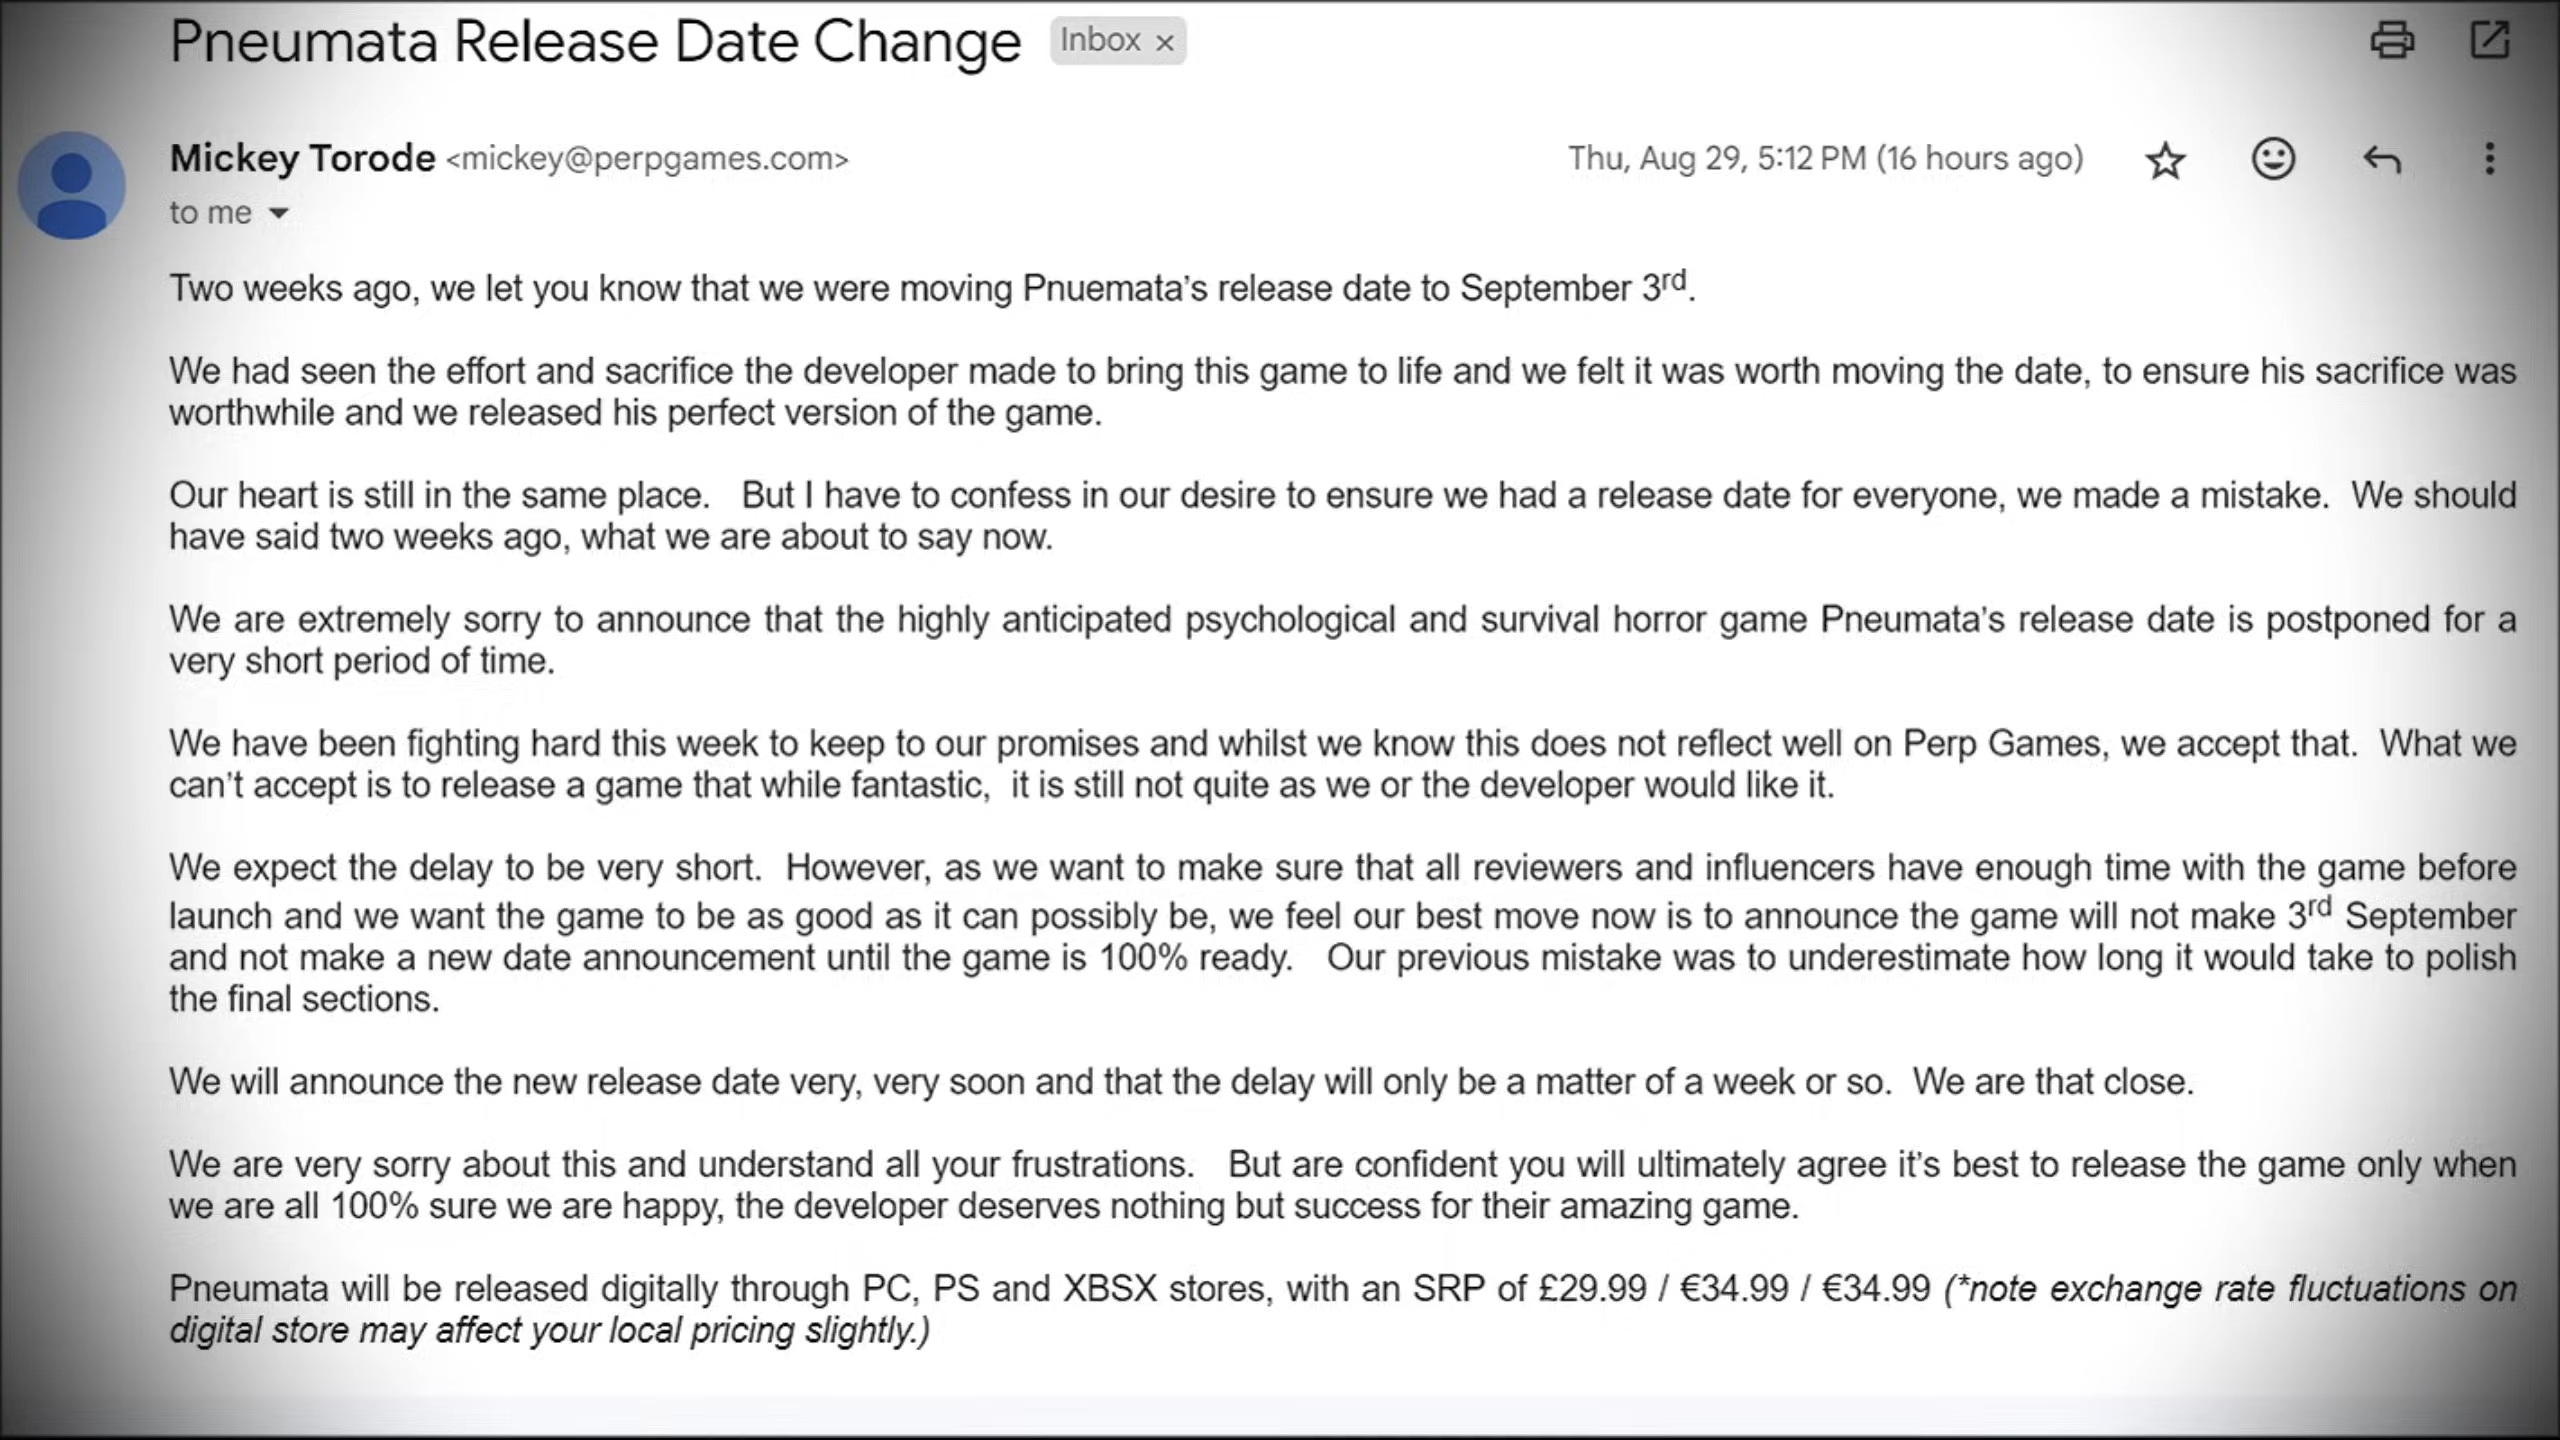 Pneumata Release Date Change Inbox ×
Mickey Torode <mickey@perpgames.com> Thu, Aug 29, 5:12 PM (16 hours ago)
to me
Two weeks ago, we let you know that we were moving Pnuemata's release date to September 3rd.
We had seen the effort and sacrifice the developer made to bring this game to life and we felt it was worth moving the date, to ensure his sacrifice was
worthwhile and we released his perfect version of the game.
Our heart is still in the same place. But I have to confess in our desire to ensure we had a release date for everyone, we made a mistake. We should
have said two weeks ago, what we are about to say now.
We are extremely sorry to announce that the highly anticipated psychological and survival horror game Pneumata's release date is postponed for a
very short period of time.
We have been fighting hard this week to keep to our promises and whilst we know this does not reflect well on Perp Games, we accept that. What we
can't accept is to release a game that while fantastic, it is still not quite as we or the developer would like it.
We expect the delay to be very short. However, as we want to make sure that all reviewers and influencers have enough time with the game before
launch and we want the game to be as good as it can possibly be, we feel our best move now is to announce the game will not make 3rd September
and not make a new date announcement until the game is 100% ready. Our previous mistake was to underestimate how long it would take to polish
the final sections.
We will announce the new release date very, very soon and that the delay will only be a matter of a week or so. We are that close.
We are very sorry about this and understand all your frustrations. But are confident you will ultimately agree it's best to release the game only when
we are all 100% sure we are happy, the developer deserves nothing but success for their amazing game.
Pneumata will be released digitally through PC, PS and XBSX stores, with an SRP of £29.99 / €34.99 / €34.99 (*note exchange rate fluctuations on
digital store may affect your local pricing slightly.)